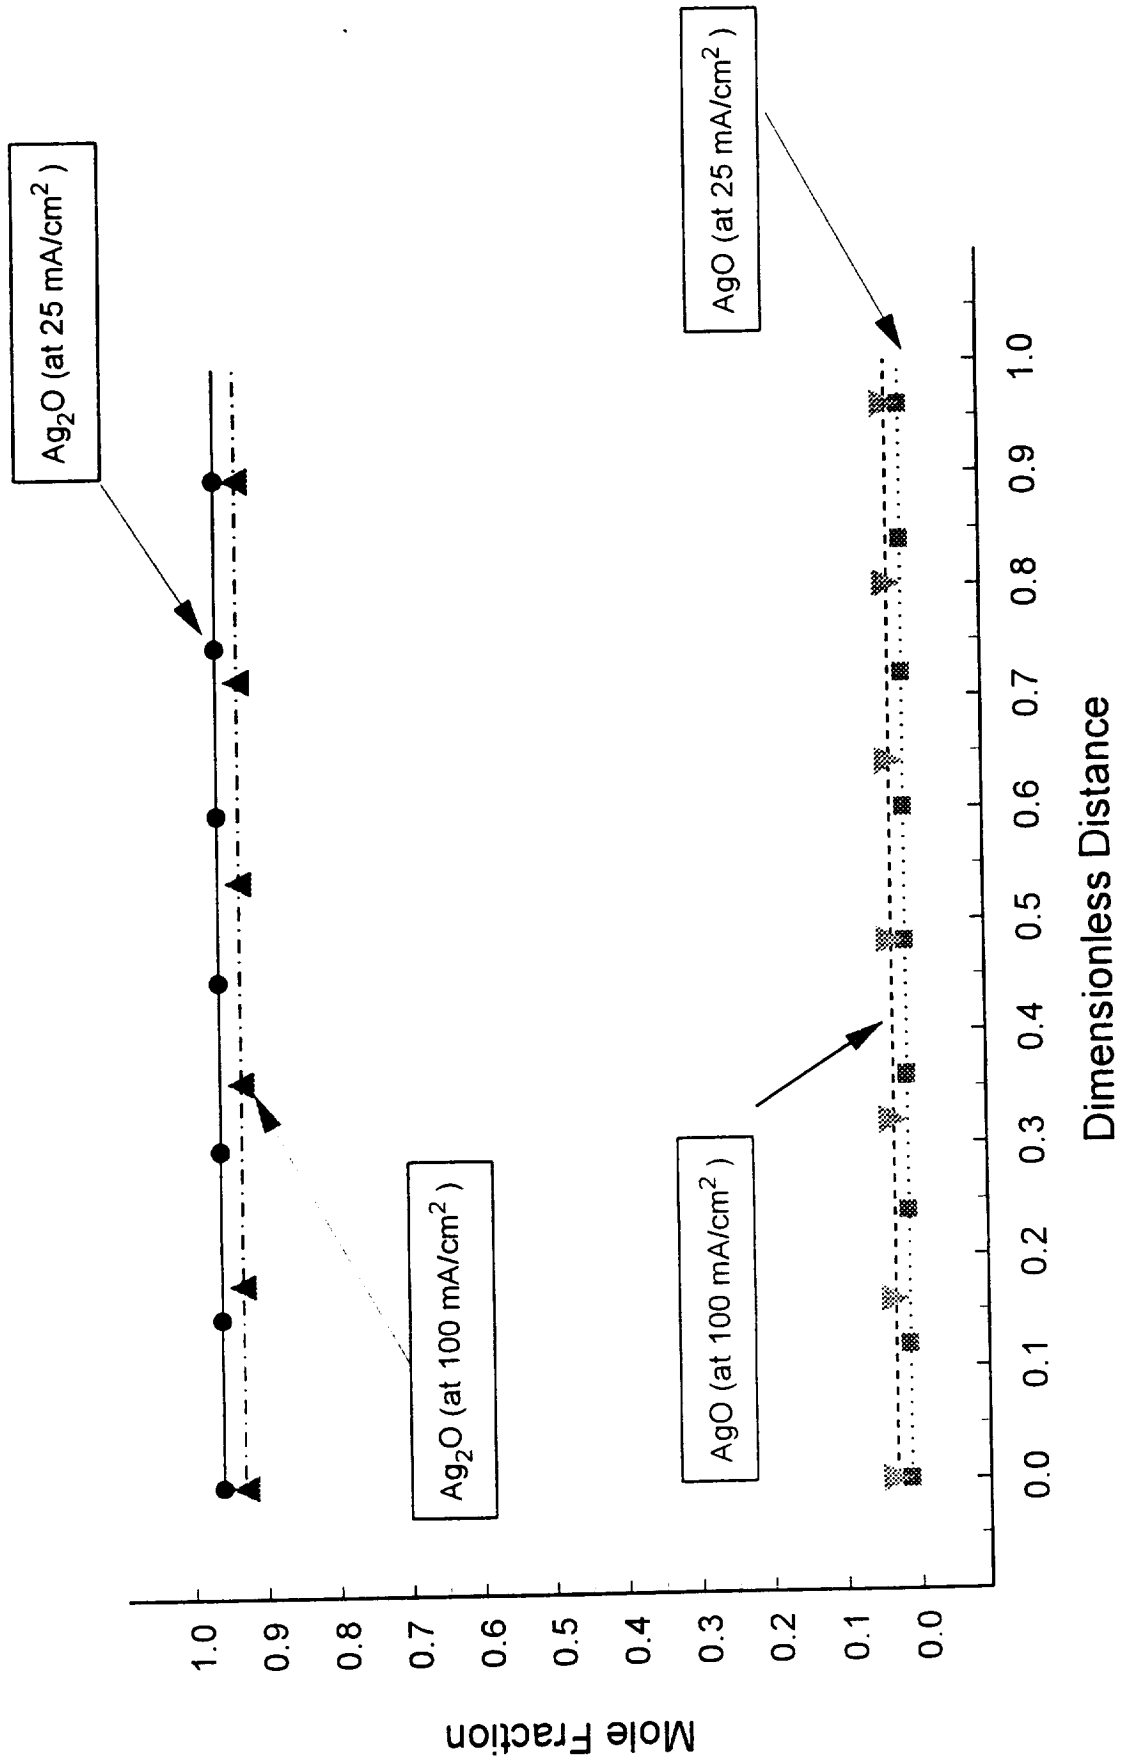 Ag₂O (at 25 mA/cm²)
Ag₂O (at 100 mA/cm²)
AgO (at 100 mA/cm²)
AgO (at 25 mA/cm²)
Mole Fraction
1.0
0.9
0.8
0.7
0.6
0.5
0.4
0.3
0.2
0.1
0.0
0.0 0.1 0.2 0.3 0.4 0.5 0.6 0.7 0.8 0.9 1.0
Dimensionless Distance